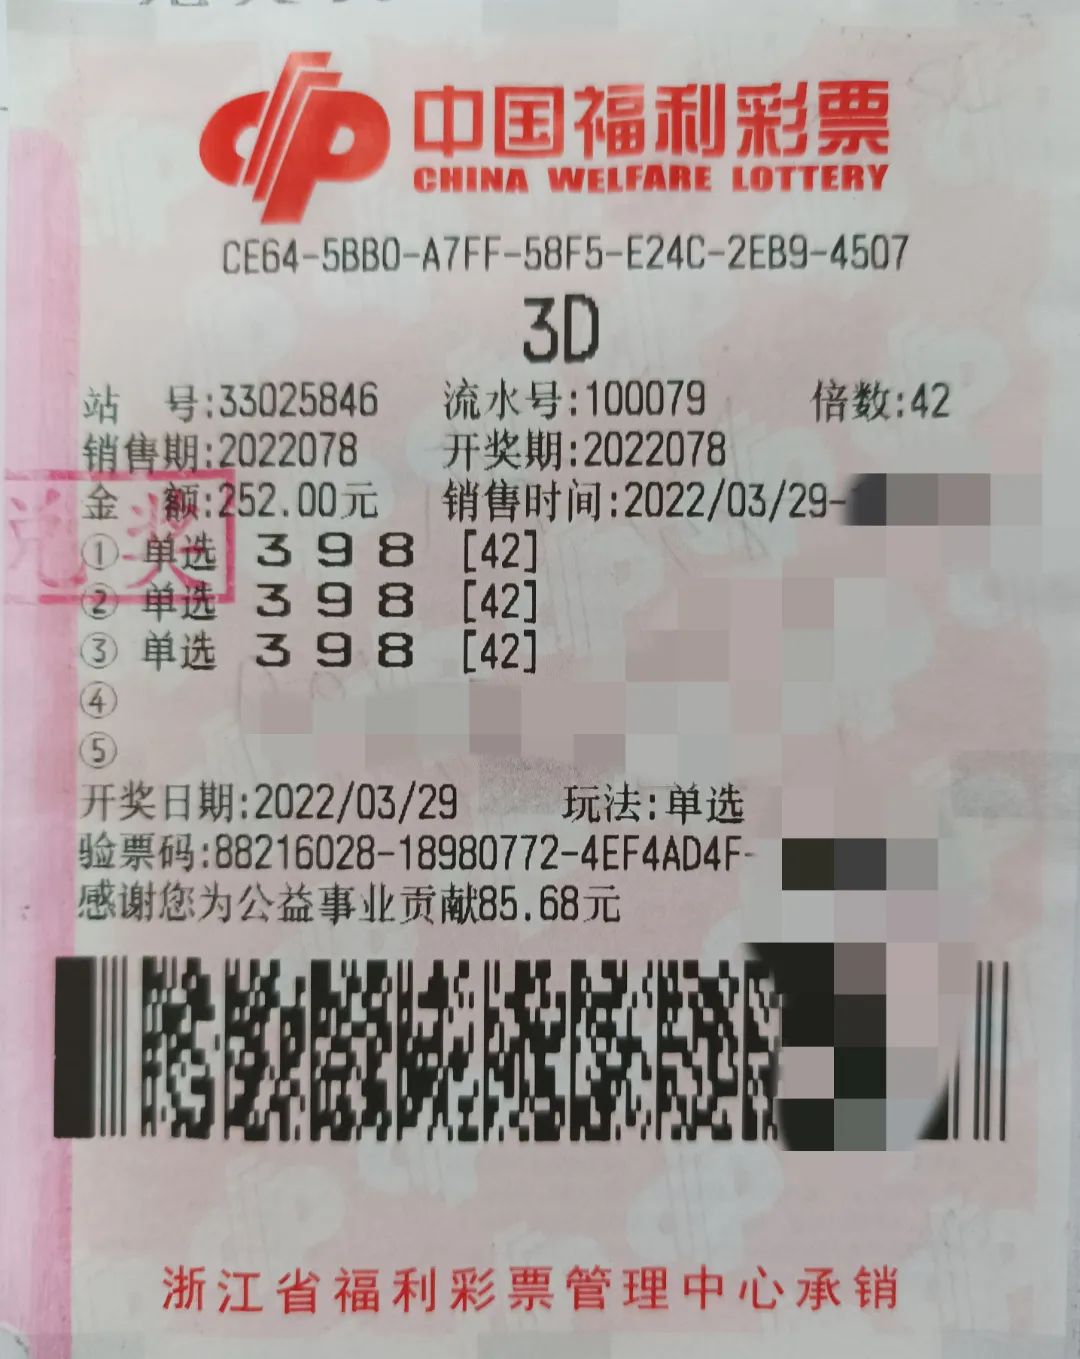 中国福利彩票
CHINA WELFARE LOTTERY
CE64-5BB0-A7FF-58F5-E24C-2EB9-4507
3D
站 号:33025846 流水号:100079 倍数:42
销售期:2022078 开奖期:2022078
金 额:252.00元 销售时间:2022/03/29-1
兑奖
① 单选 3 9 8 [42]
② 单选 3 9 8 [42]
③ 单选 3 9 8 [42]
④
⑤
开奖日期:2022/03/29 玩法:单选
验票码:88216028-18980772-4EF4AD4F-
感谢您为公益事业贡献85.68元
浙江省福利彩票管理中心承销